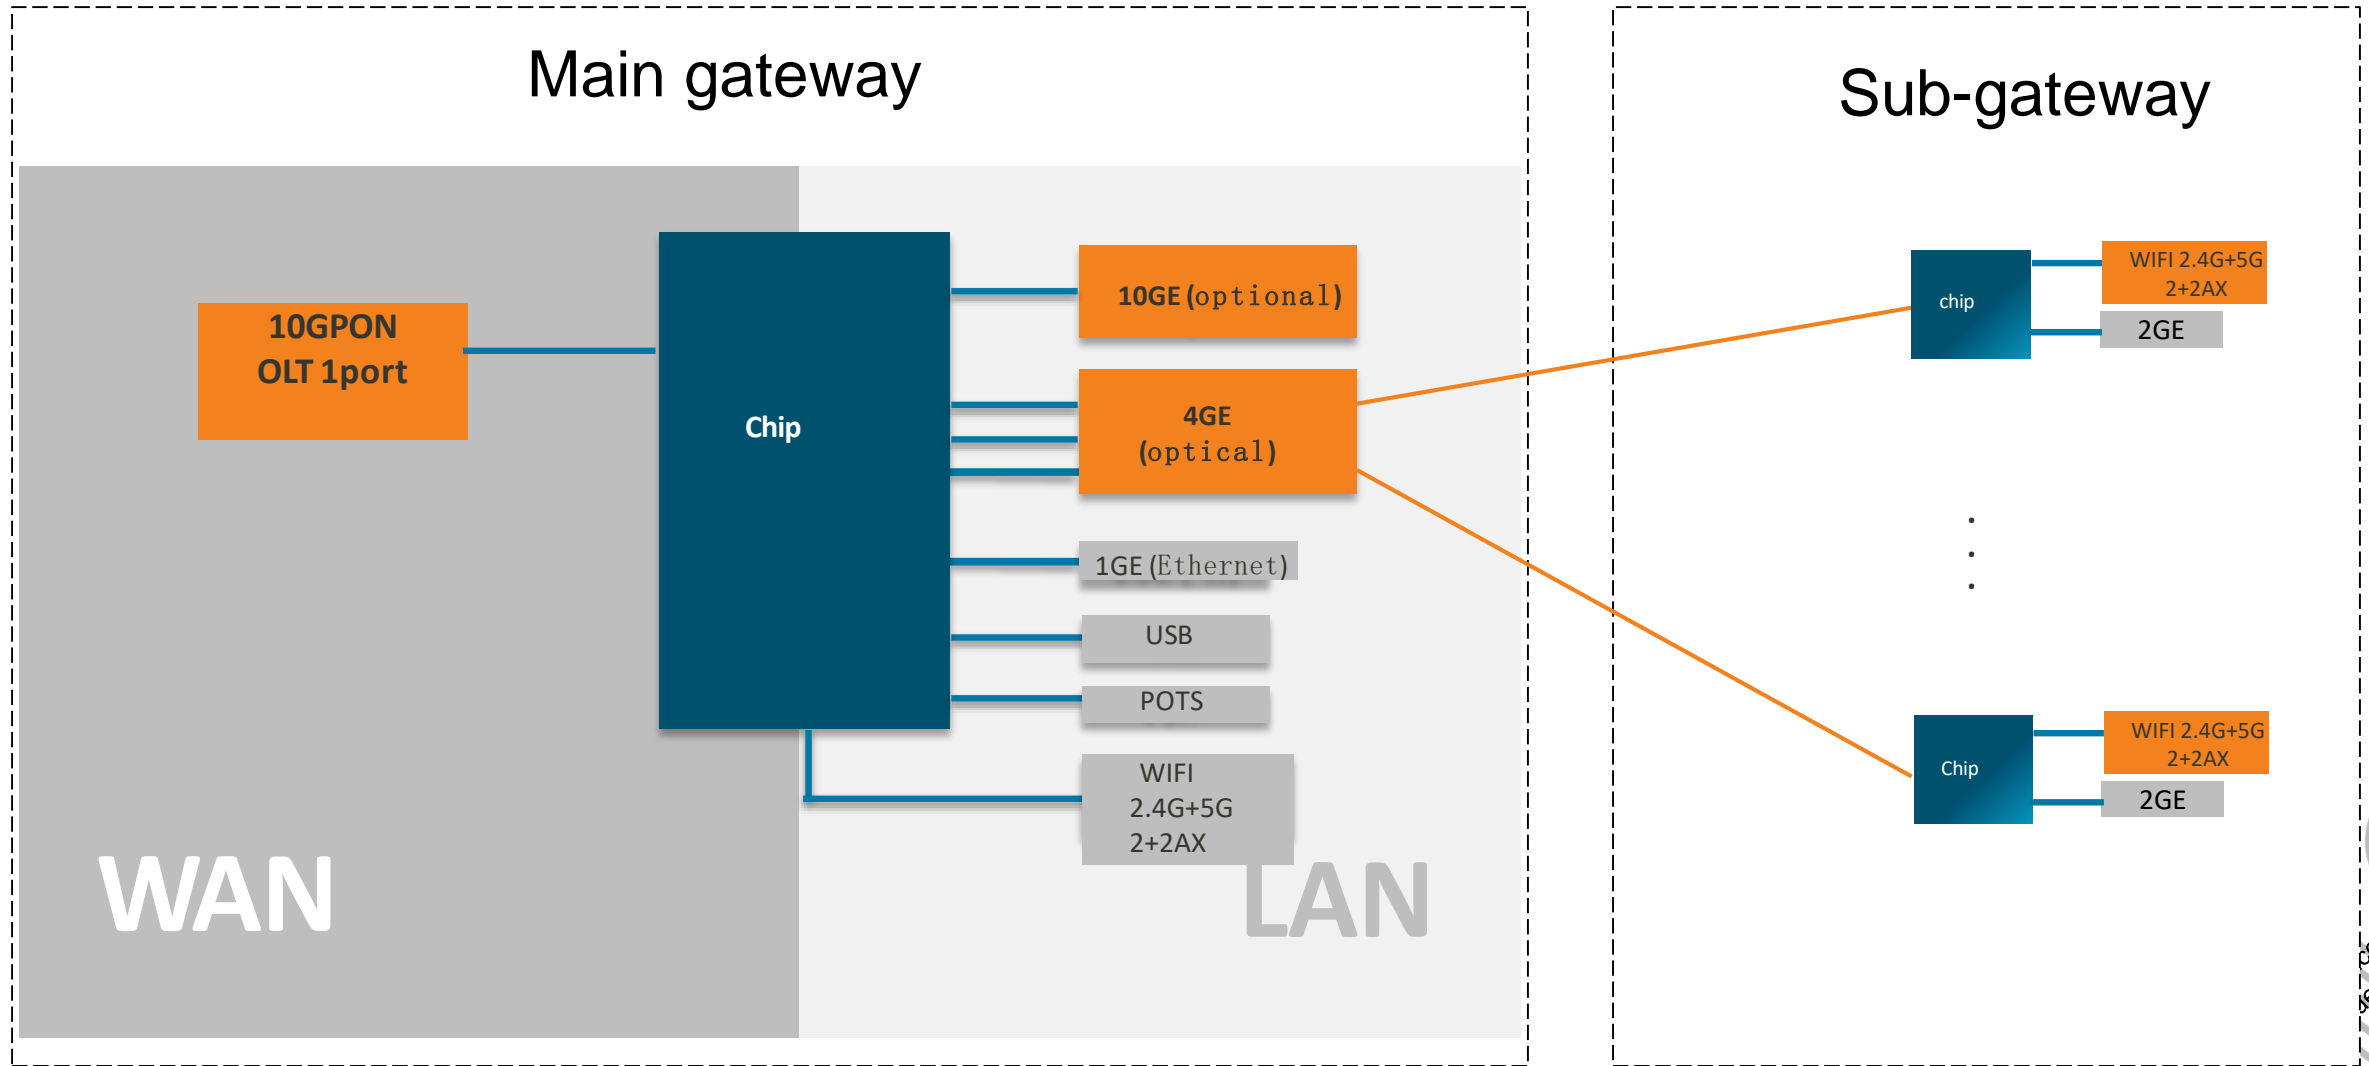 Main gateway
Sub-gateway
10GPON
OLT 1port
Chip
10GE (optional)
4GE
(optical)
1GE (Ethernet)
USB
POTS
WIFI
2.4G+5G
2+2AX
WAN
LAN
chip
WIFI 2.4G+5G
2+2AX
2GE
Chip
WIFI 2.4G+5G
2+2AX
2GE